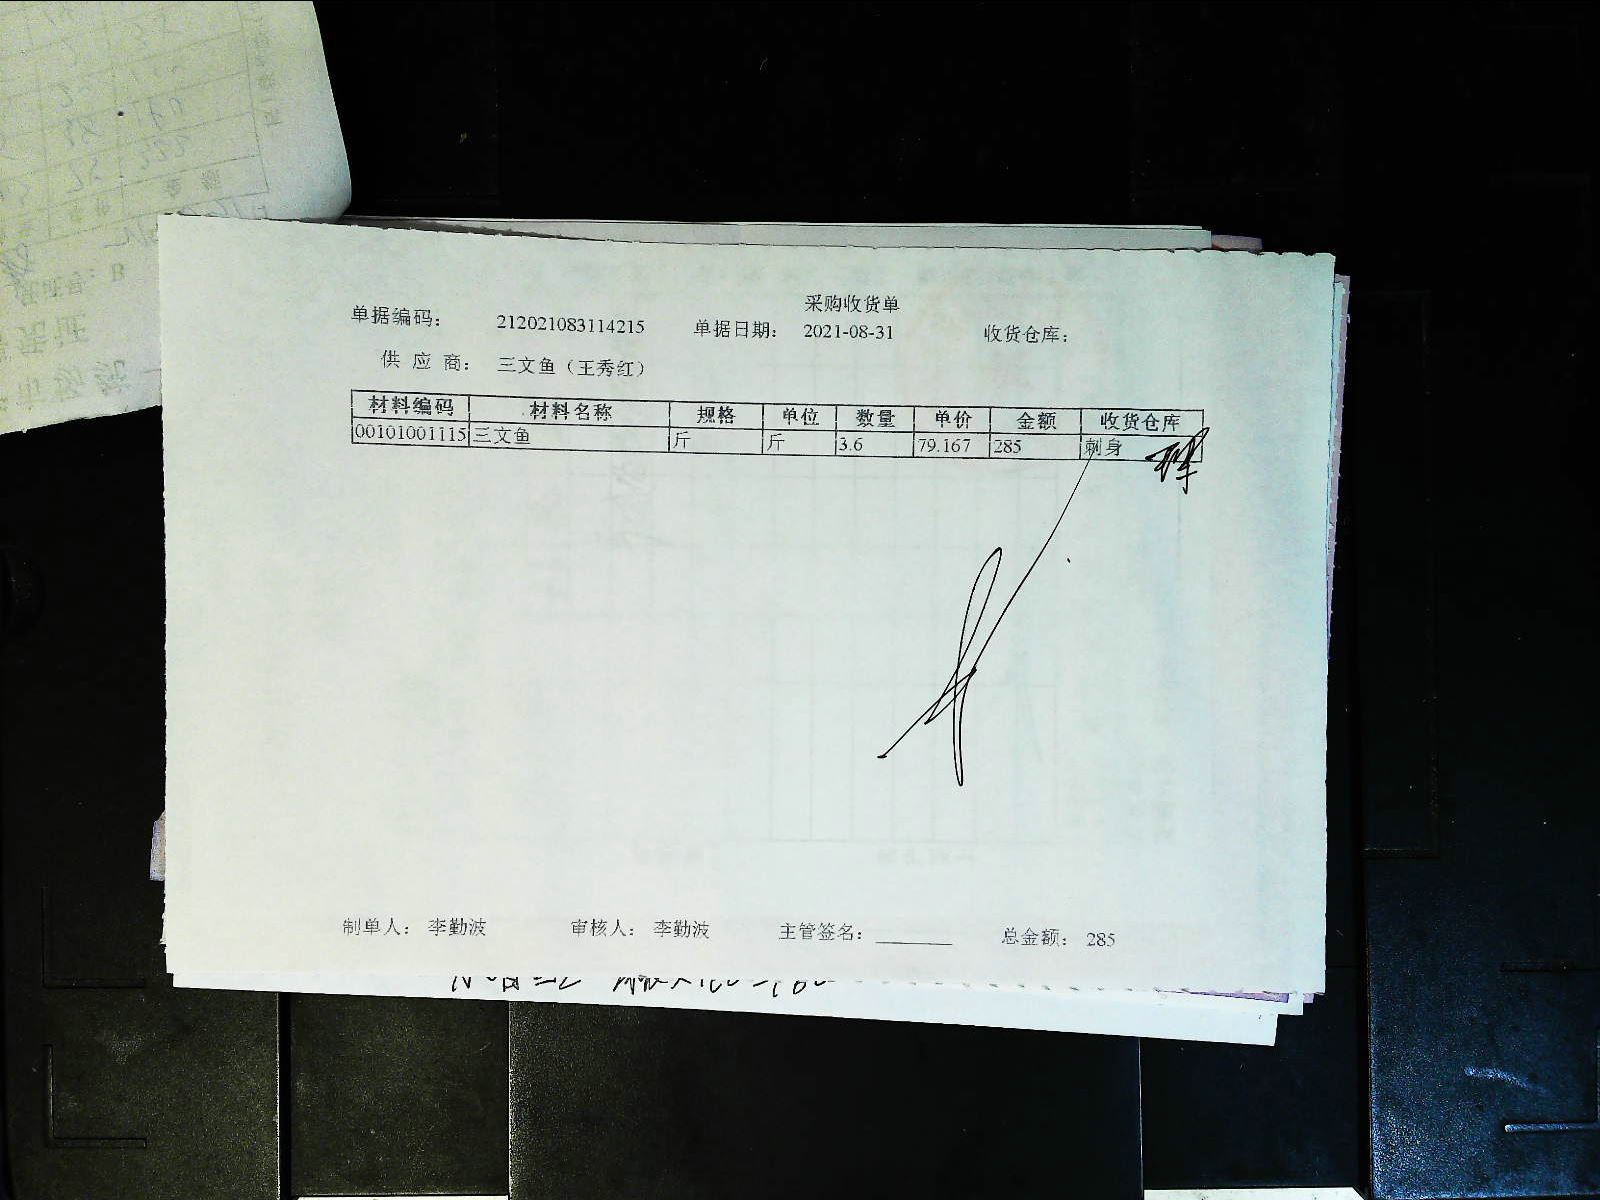 采购收货单
单据编码： 212021083114215 单据日期： 2021-08-31 收货仓库：
供 应 商： 三文鱼（王秀红）
材料编码 材料名称 规格 单位 数量 单价 金额 收货仓库
00101001115 三文鱼 斤 斤 3.6 79.167 285 刺身
制单人： 李勤波 审核人： 李勤波 主管签名： 总金额： 285